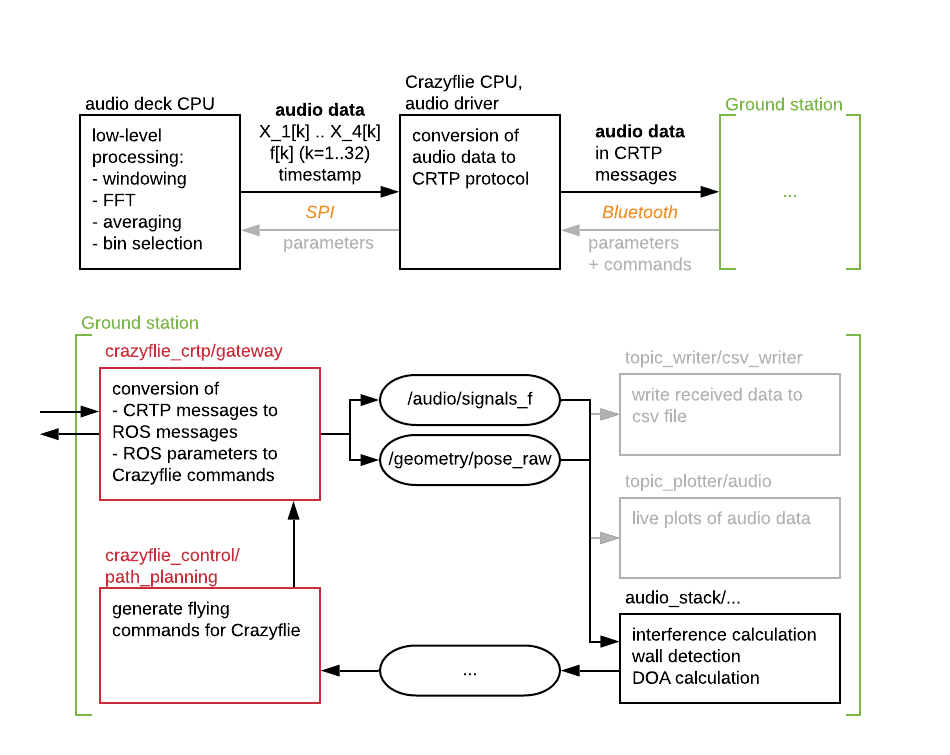 audio deck CPU
low-level
processing:
- windowing
- FFT
- averaging
- bin selection
audio data
X_1[k] .. X_4[k]
f[k] (k=1..32)
timestamp
SPI
parameters
Crazyflie CPU,
audio driver
conversion of
audio data to
CRTP protocol
audio data
in CRTP
messages
Bluetooth
parameters
+ commands
Ground station
...
Ground station
crazyflie_crtp/gateway
conversion of
- CRTP messages to
ROS messages
- ROS parameters to
Crazyflie commands
/audio/signals_f
/geometry/pose_raw
topic_writer/csv_writer
write received data to
csv file
topic_plotter/audio
live plots of audio data
crazyflie_control/
path_planning
generate flying
commands for Crazyflie
...
audio_stack/...
interference calculation
wall detection
DOA calculation